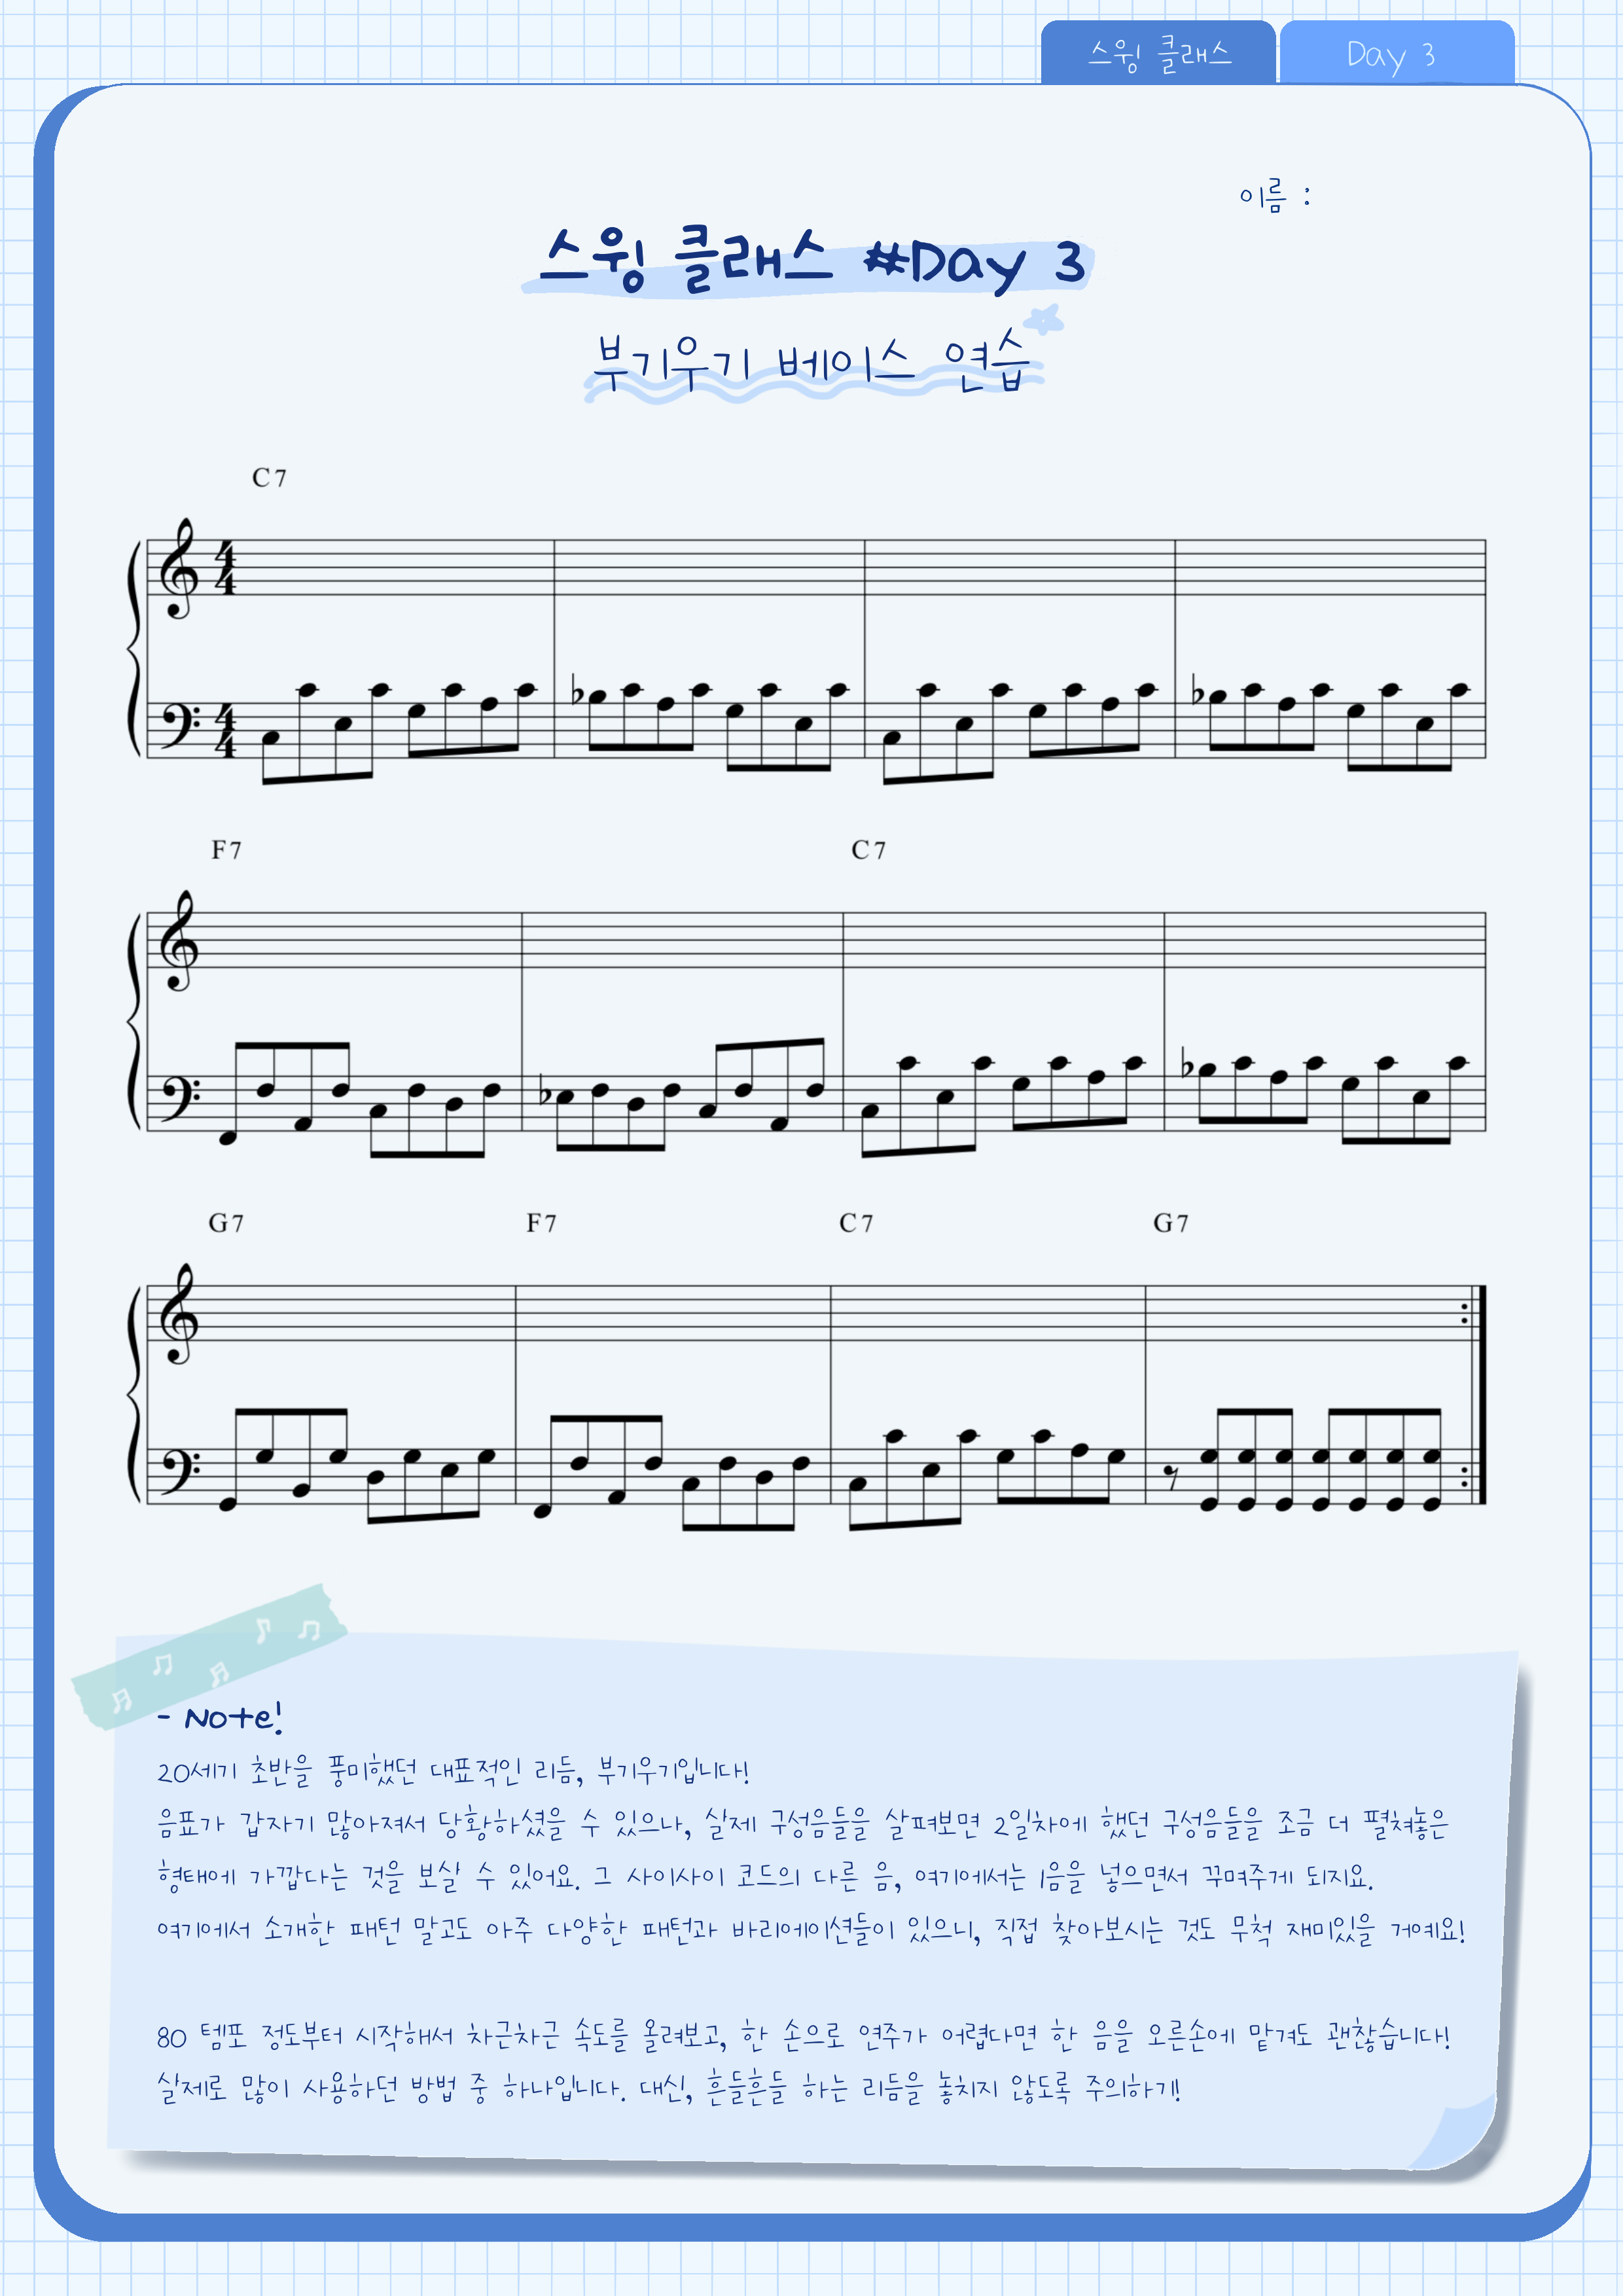 스윙 클래스 Day 3
이름 :
스윙 클래스 #Day 3
부기우기 베이스 연습
C7
F7 C7
G7 F7 C7 G7
- Note!
20세기 초반을 풍미했던 대표적인 리듬, 부기우기입니다!
음표가 갑자기 많아져서 당황하셨을 수 있으나, 실제 구성음들을 살펴보면 2일차에 했던 구성음들을 조금 더 펼쳐놓은
형태에 가깝다는 것을 보실 수 있어요. 그 사이사이 코드의 다른 음, 여기에서는 1음을 넣으면서 꾸며주게 되지요.
여기에서 소개한 패턴 말고도 아주 다양한 패턴과 바리에이션들이 있으니, 직접 찾아보시는 것도 무척 재미있을 거예요!
80 템포 정도부터 시작해서 차근차근 속도를 올려보고, 한 손으로 연주가 어렵다면 한 음을 오른손에 맡겨도 괜찮습니다!
실제로 많이 사용하던 방법 중 하나입니다. 대신, 흔들흔들 하는 리듬을 놓치지 않도록 주의하기!